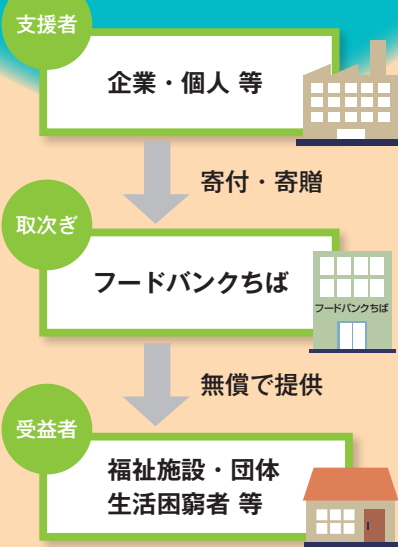 支援者
企業・個人 等
寄付・寄贈
取次ぎ
フードバンクちば
フードバンクちば
無償で提供
受益者
福祉施設・団体
生活困窮者 等